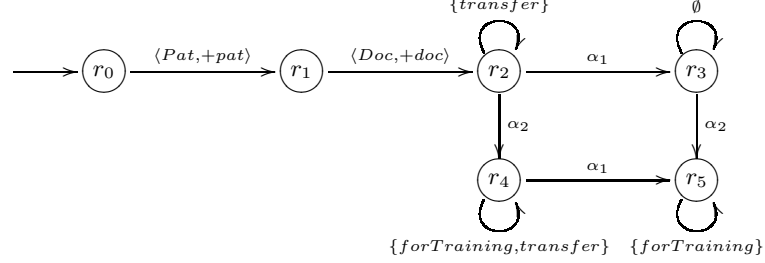 {transfer} ∅
⟨Pat,+pat⟩ ⟨Doc,+doc⟩ α₁
r₀ r₁ r₂ r₃
α₂ α₂
α₁
r₄ r₅
{forTraining,transfer} {forTraining}